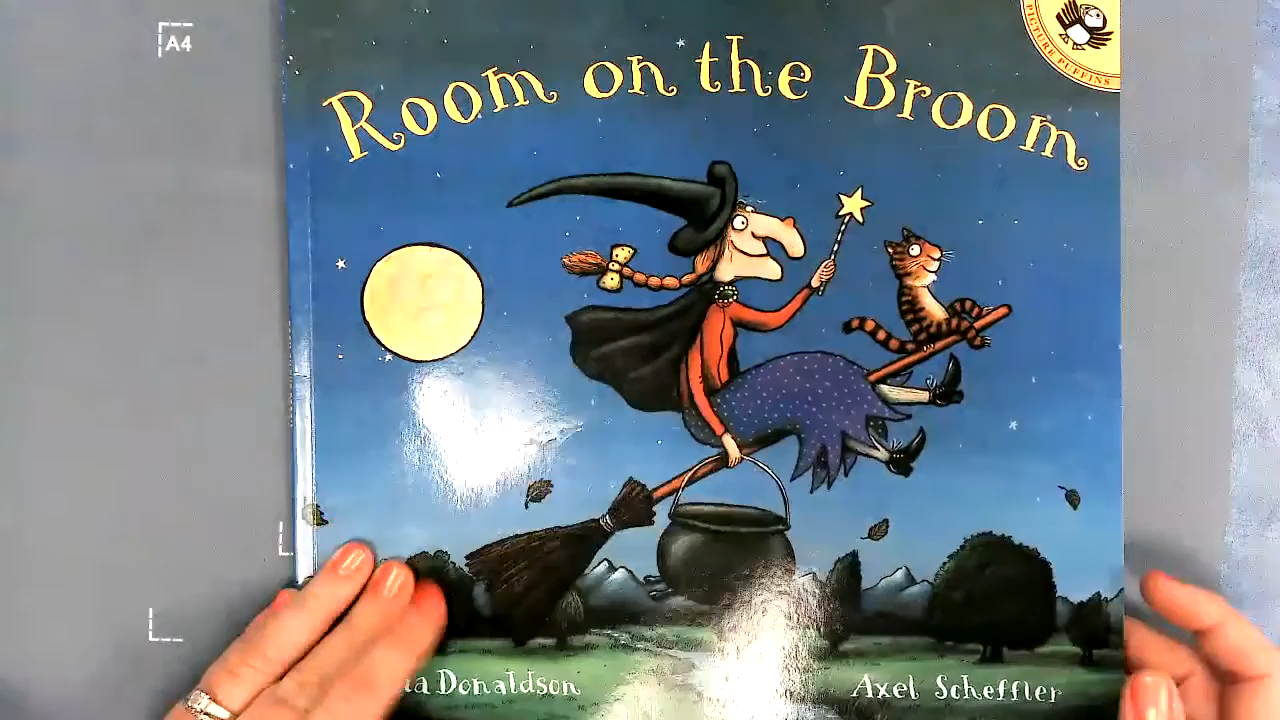 A4
PICTURE PUFFINS
Room on the Broom
Donaldson
Axel Scheffler